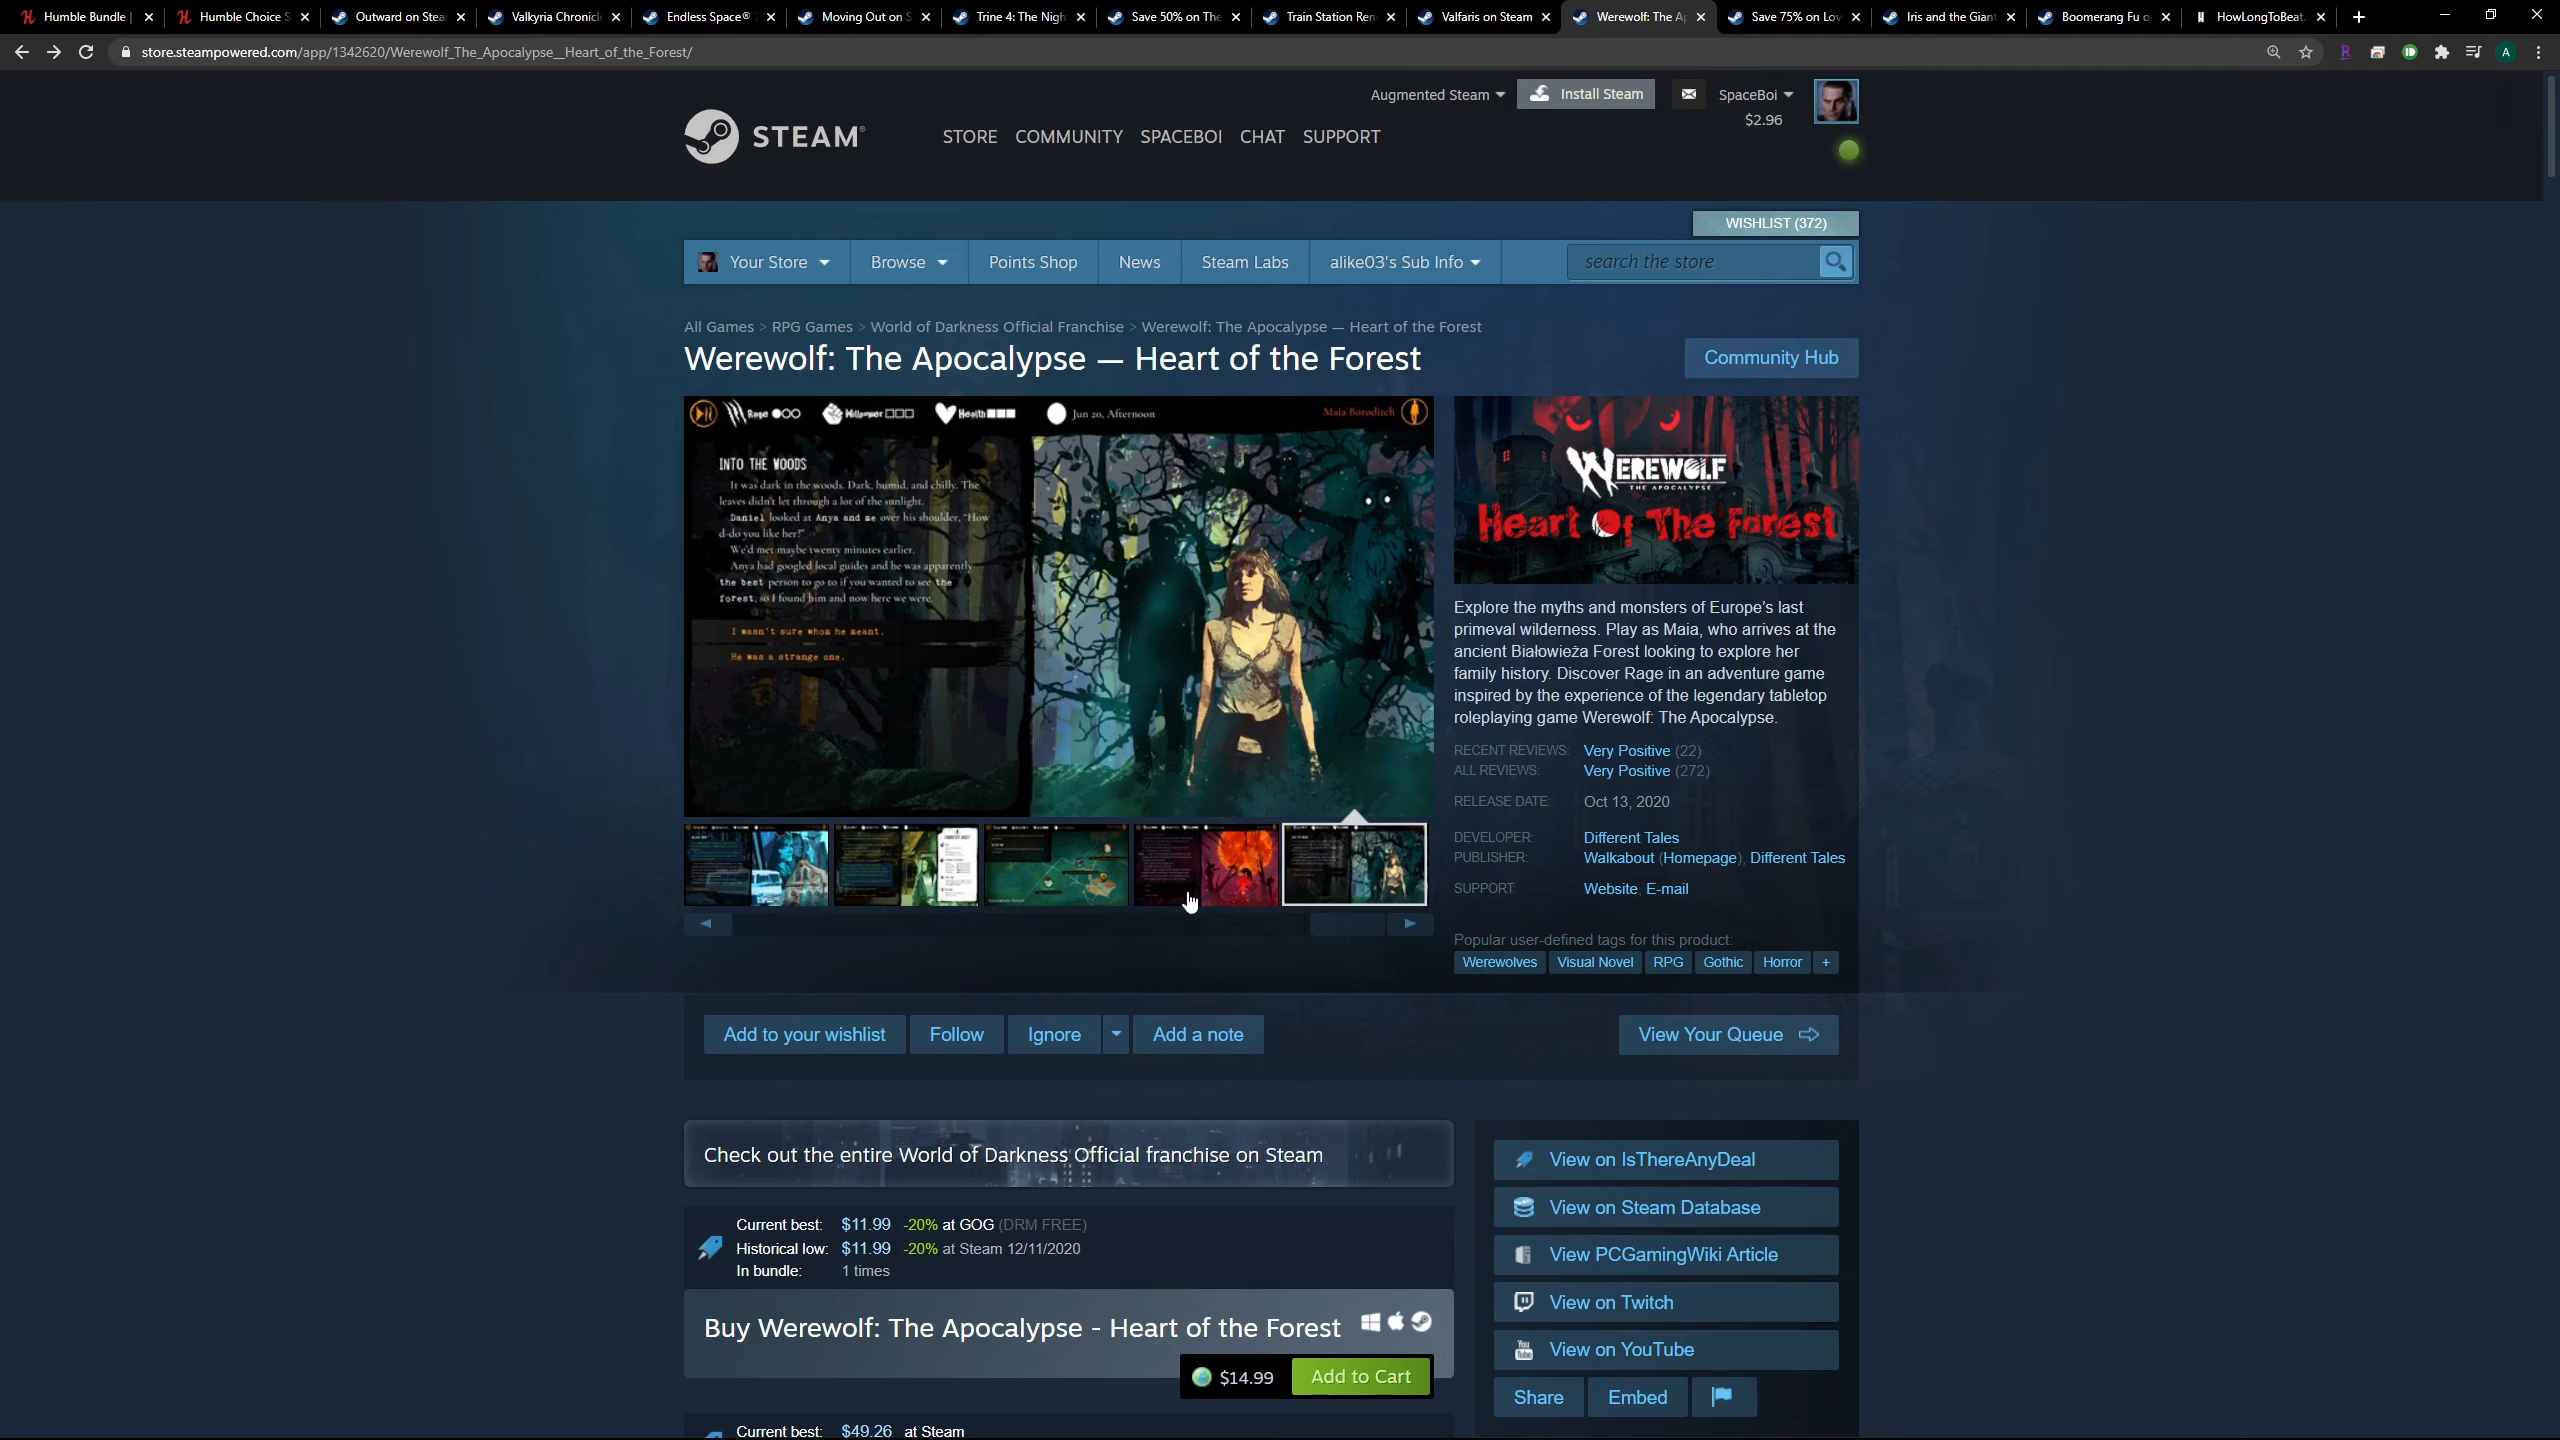 Humble Bundle |
Humble Choice S
Outward on Stea
Valkyria Chronicl
Endless Space®
Moving Out on S
Trine 4: The Nigh
Save 50% on The
Train Station Ren
Valfaris on Steam
Werewolf: The Ap
Save 75% on Lov
Iris and the Giant
Boomerang Fu o
HowLongToBeat.
store.steampowered.com/app/1342620/Werewolf_The_Apocalypse__Heart_of_the_Forest/
Augmented Steam
Install Steam
SpaceBoi
$2.96
STEAM®
STORE COMMUNITY SPACEBOI CHAT SUPPORT
WISHLIST (372)
Your Store Browse Points Shop News Steam Labs alike03's Sub Info
search the store
All Games > RPG Games > World of Darkness Official Franchise > Werewolf: The Apocalypse — Heart of the Forest
Werewolf: The Apocalypse — Heart of the Forest
Community Hub
Rage Willpower Health Jun 20, Afternoon Maia Boroditch
INTO THE WOODS
It was dark in the woods. Dark, humid, and chilly. The
leaves didn't let through a lot of the sunlight.
Daniel looked at Anya and me over his shoulder, "How
d-do you like her?"
We'd met maybe twenty minutes earlier.
Anya had googled local guides and he was apparently
the best person to go to if you wanted to see the
forest, so I found him and now here we were.
I wasn't sure whom he meant.
He was a strange one.
WEREWOLF
THE APOCALYPSE
Heart Of The Forest
Explore the myths and monsters of Europe's last
primeval wilderness. Play as Maia, who arrives at the
ancient Białowieża Forest looking to explore her
family history. Discover Rage in an adventure game
inspired by the experience of the legendary tabletop
roleplaying game Werewolf: The Apocalypse.
RECENT REVIEWS: Very Positive (22)
ALL REVIEWS: Very Positive (272)
RELEASE DATE: Oct 13, 2020
DEVELOPER: Different Tales
PUBLISHER: Walkabout (Homepage), Different Tales
SUPPORT: Website, E-mail
Popular user-defined tags for this product:
Werewolves Visual Novel RPG Gothic Horror +
Add to your wishlist
Follow
Ignore
Add a note
View Your Queue
Check out the entire World of Darkness Official franchise on Steam
Current best: $11.99 -20% at GOG (DRM FREE)
Historical low: $11.99 -20% at Steam 12/11/2020
In bundle: 1 times
Buy Werewolf: The Apocalypse - Heart of the Forest
$14.99 Add to Cart
Current best: $49.26 at Steam
View on IsThereAnyDeal
View on Steam Database
View PCGamingWiki Article
View on Twitch
View on YouTube
Share
Embed